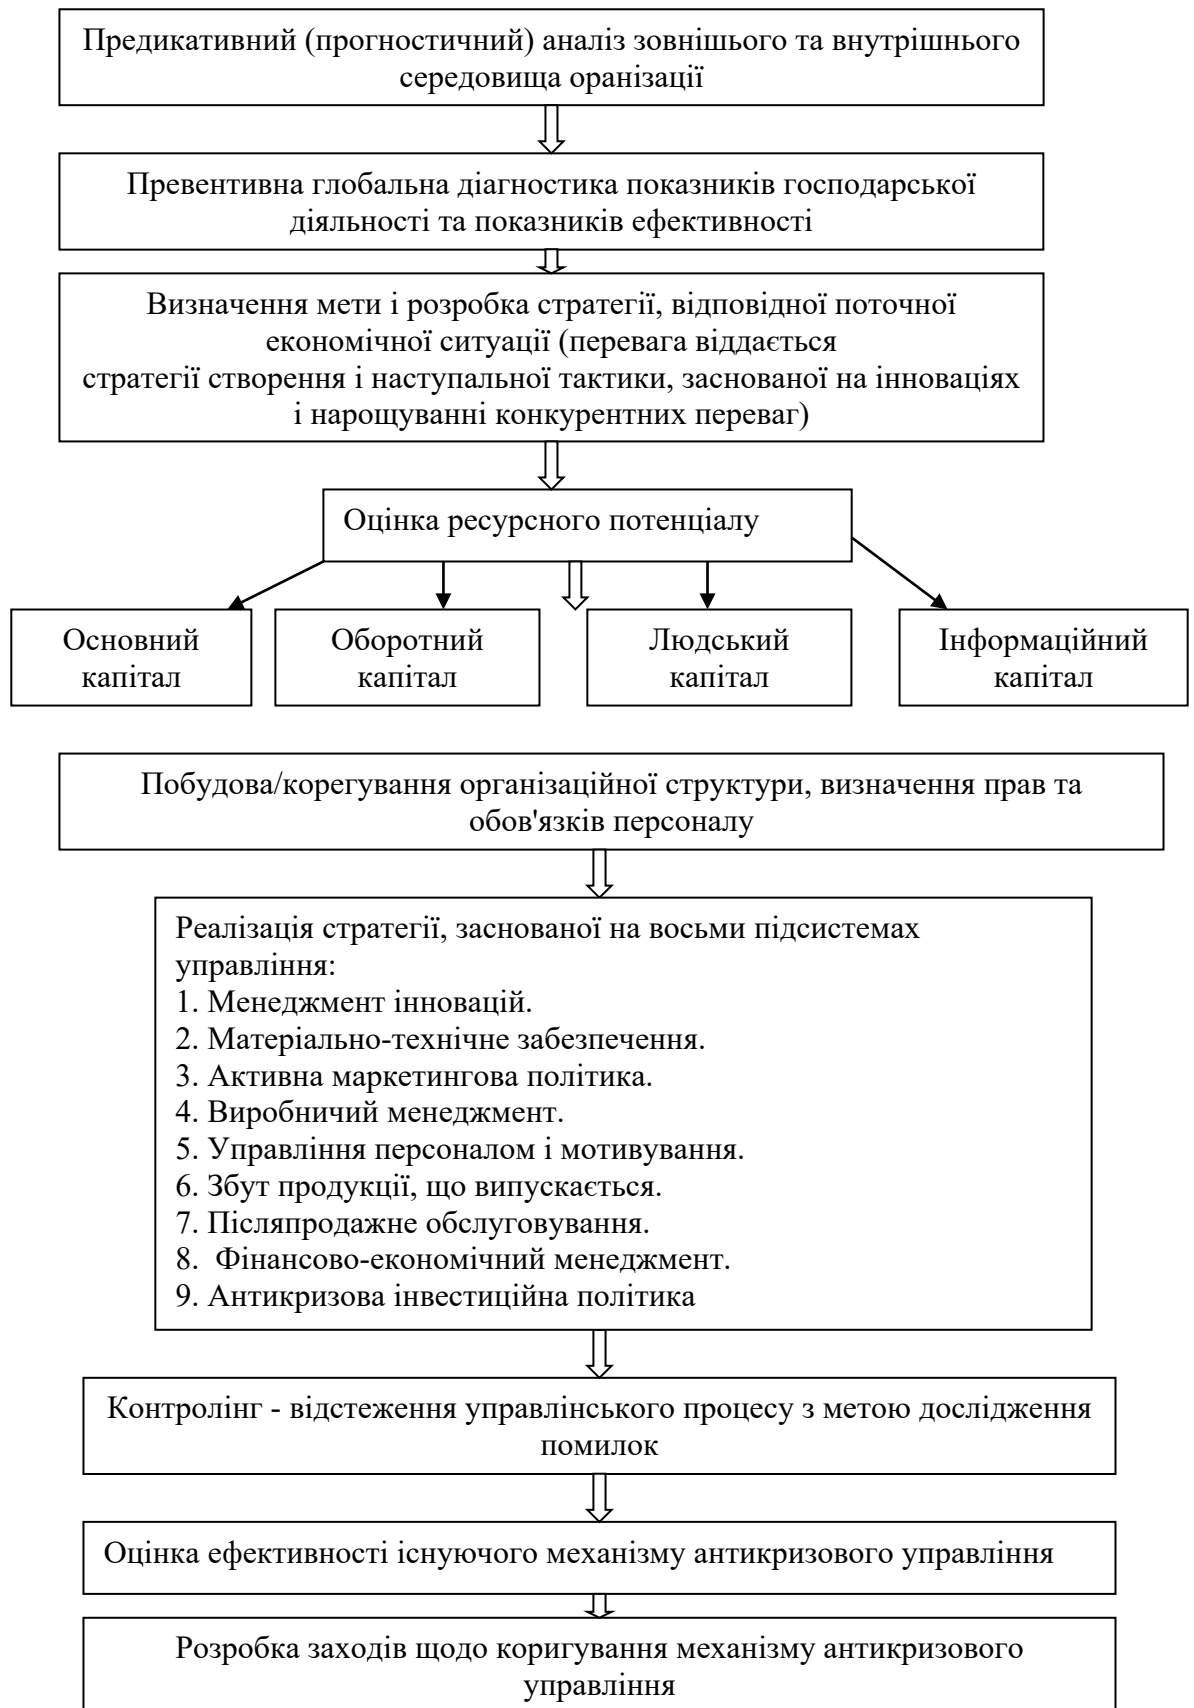 Предикативний (прогностичний) аналіз зовнішього та внутрішнього
середовища оранізації
Превентивна глобальна діагностика показників господарської
діяльності та показників ефективності
Визначення мети і розробка стратегії, відповідної поточної
економічної ситуації (перевага віддається
стратегії створення і наступальної тактики, заснованої на інноваціях
і нарощуванні конкурентних переваг)
Оцінка ресурсного потенціалу
Основний
капітал
Оборотний
капітал
Людський
капітал
Інформаційний
капітал
Побудова/корегування організаційної структури, визначення прав та
обов'язків персоналу
Реалізація стратегії, заснованої на восьми підсистемах
управління:
1. Менеджмент інновацій.
2. Матеріально-технічне забезпечення.
3. Активна маркетингова політика.
4. Виробничий менеджмент.
5. Управління персоналом і мотивування.
6. Збут продукції, що випускається.
7. Післяпродажне обслуговування.
8. Фінансово-економічний менеджмент.
9. Антикризова інвестиційна політика
Контролінг - відстеження управлінського процесу з метою дослідження
помилок
Оцінка ефективності існуючого механізму антикризового управління
Розробка заходів щодо коригування механізму антикризового
управління